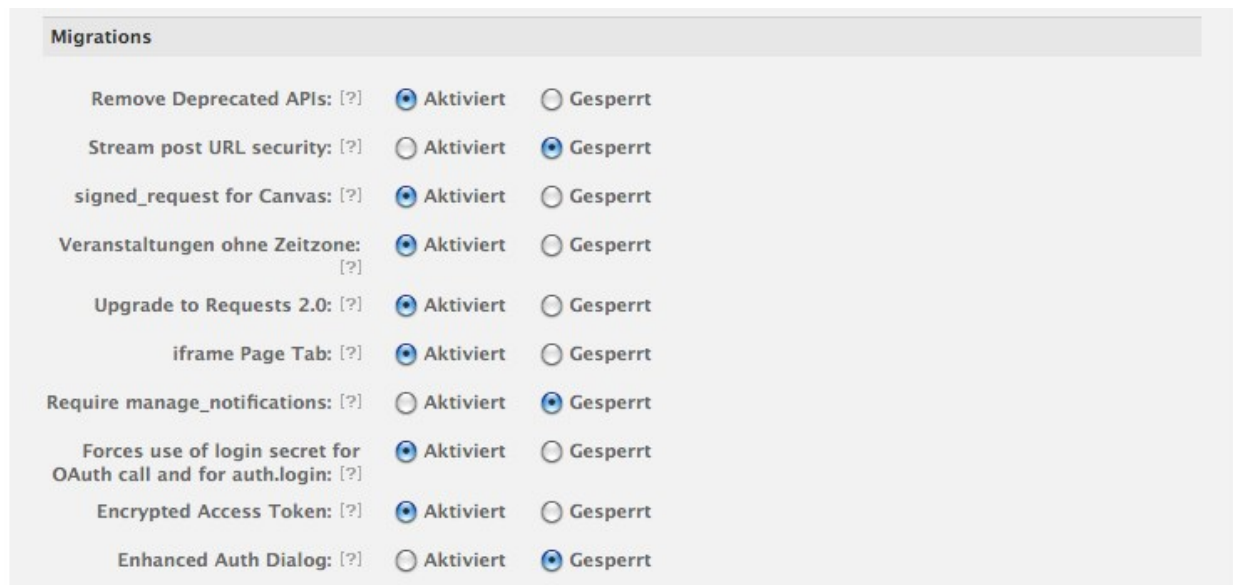 Migrations
Remove Deprecated APIs: [?] Aktiviert Gesperrt
Stream post URL security: [?] Aktiviert Gesperrt
signed_request for Canvas: [?] Aktiviert Gesperrt
Veranstaltungen ohne Zeitzone: Aktiviert Gesperrt
[?]
Upgrade to Requests 2.0: [?] Aktiviert Gesperrt
iframe Page Tab: [?] Aktiviert Gesperrt
Require manage_notifications: [?] Aktiviert Gesperrt
Forces use of login secret for Aktiviert Gesperrt
OAuth call and for auth.login: [?]
Encrypted Access Token: [?] Aktiviert Gesperrt
Enhanced Auth Dialog: [?] Aktiviert Gesperrt